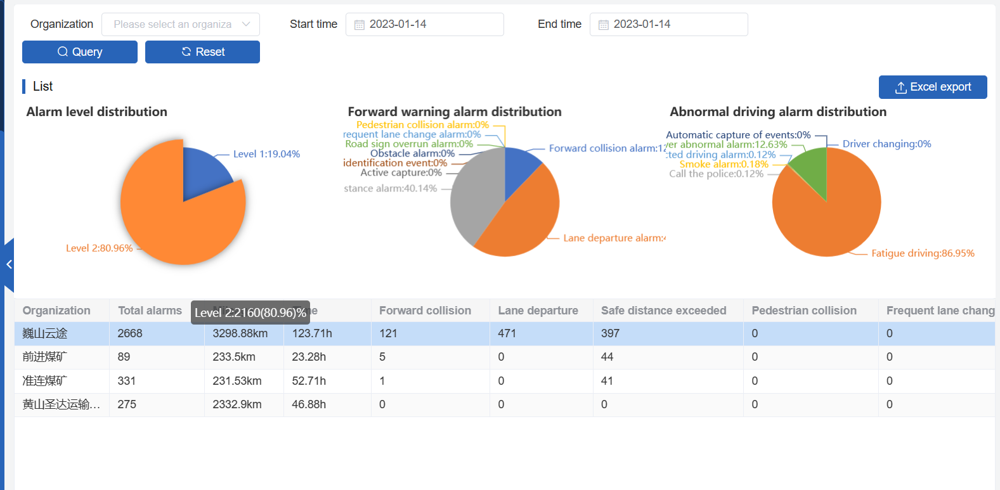 Organization Please select an organiza Start time 2023-01-14 End time 2023-01-14
Query Reset
List
Excel export
Alarm level distribution
Level 1:19.04%
Level 2:80.96%
Forward warning alarm distribution
Pedestrian collision alarm:0%
requent lane change alarm:0%
Road sign overrun alarm:0%
Obstacle alarm:0%
identification event:0%
Active capture:0%
stance alarm:40.14%
Forward collision alarm:12
Lane departure alarm:4
Abnormal driving alarm distribution
Automatic capture of events:0%
er abnormal alarm:12.63%
cted driving alarm:0.12%
Smoke alarm:0.18%
Call the police:0.12%
Driver changing:0%
Fatigue driving:86.95%
Level 2:2160(80.96)%
Organization Total alarms Forward collision Lane departure Safe distance exceeded Pedestrian collision Frequent lane chang
巍山云途 2668 3298.88km 123.71h 121 471 397 0 0
前进煤矿 89 233.5km 23.28h 5 0 44 0 0
准连煤矿 331 231.53km 52.71h 1 0 41 0 0
黄山圣达运输... 275 2332.9km 46.88h 0 0 0 0 0